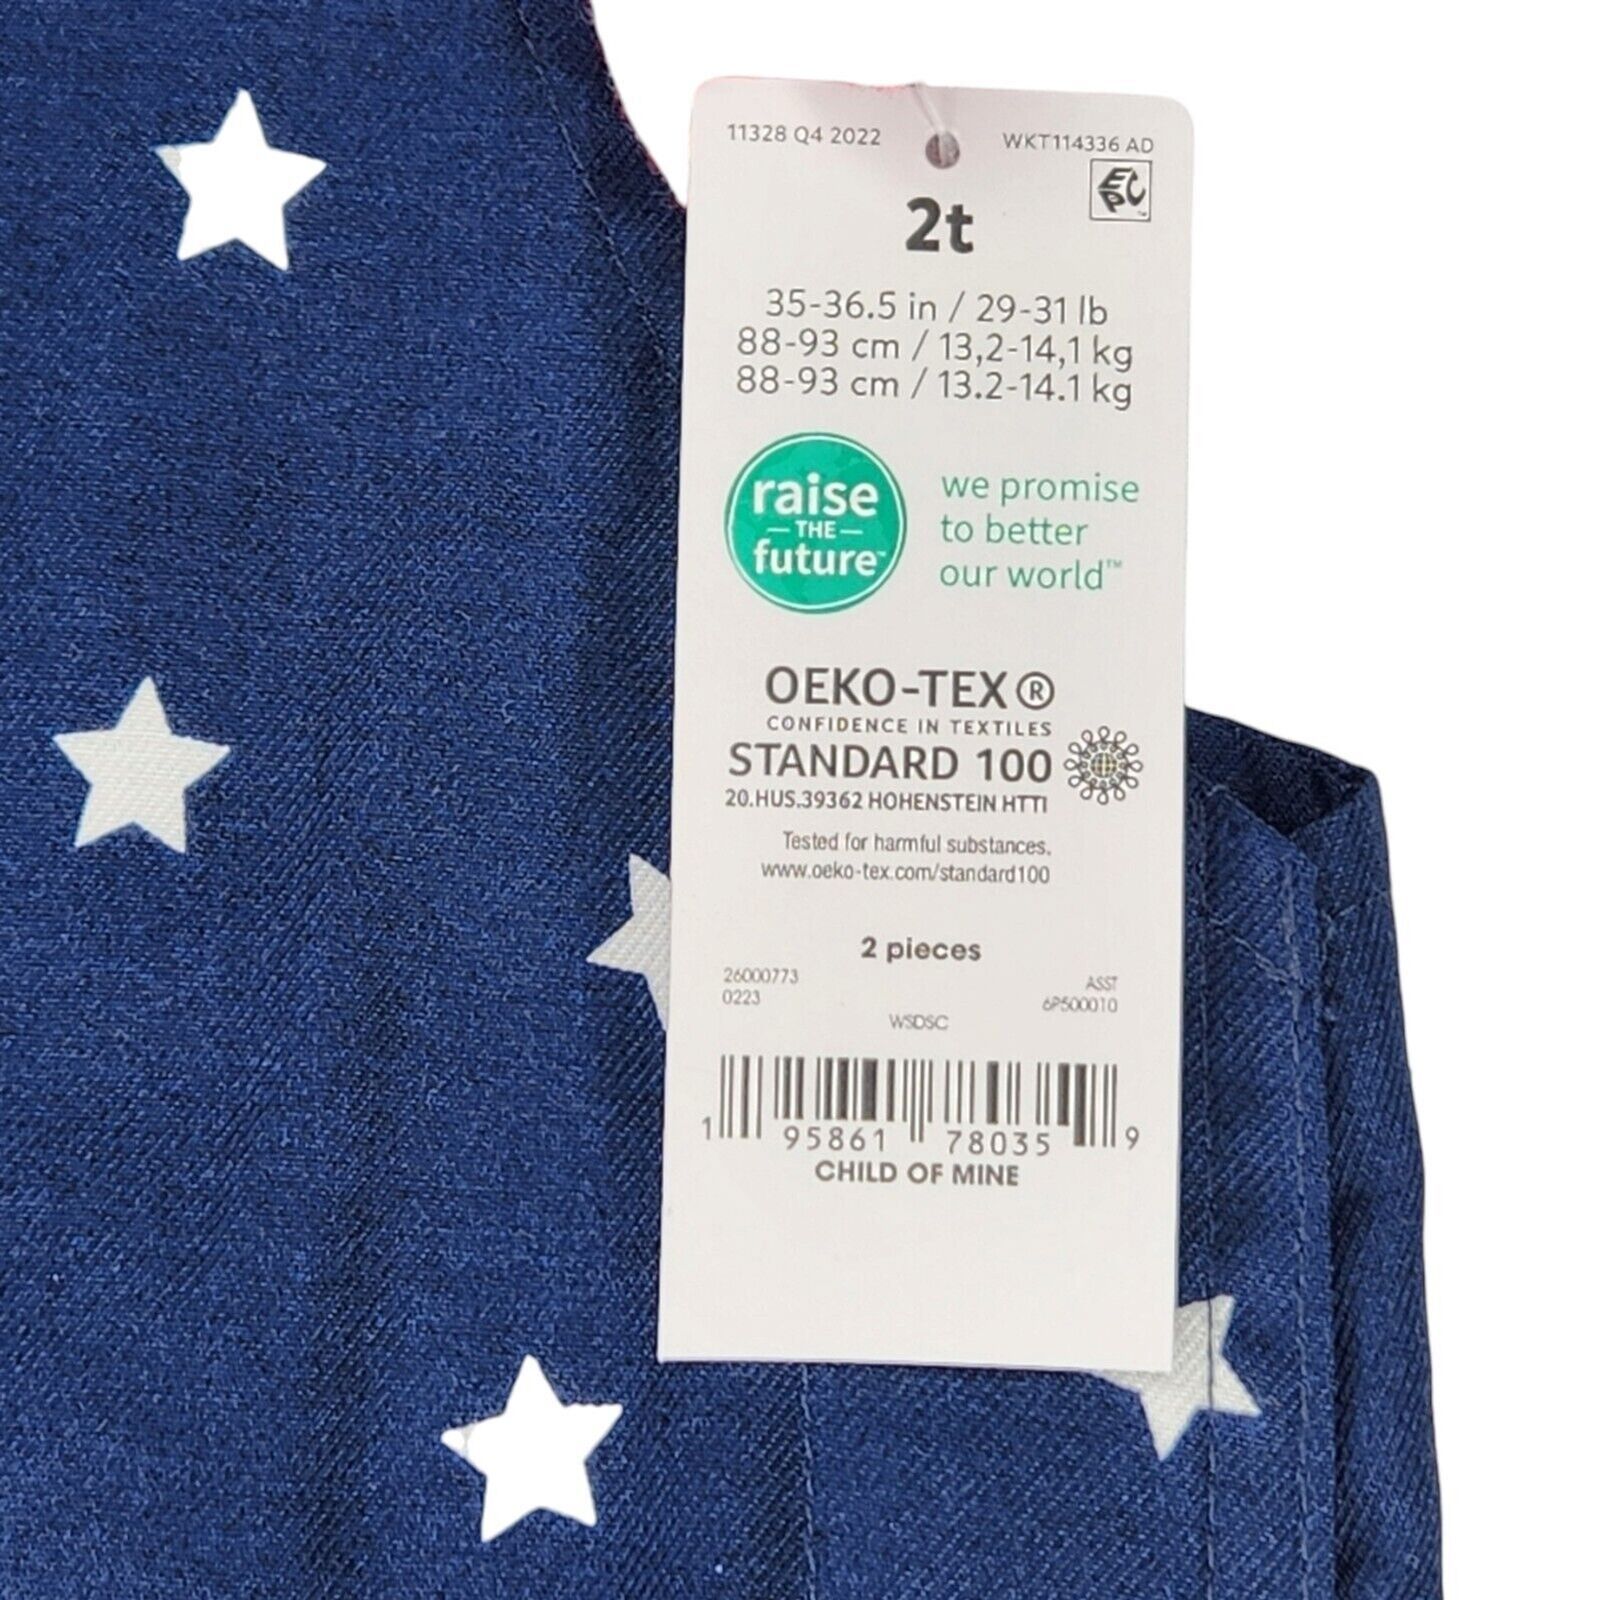 11328 Q4 2022
WKT114336 AD
EPC™
2t
35-36.5 in / 29-31 lb
88-93 cm / 13,2-14,1 kg
88-93 cm / 13.2-14.1 kg
raise
THE
future™
we promise
to better
our world™
OEKO-TEX®
CONFIDENCE IN TEXTILES
STANDARD 100
20.HUS.39362 HOHENSTEIN HTTI
Tested for harmful substances.
www.oeko-tex.com/standard100
2 pieces
26000773
ASST
0223
6P500010
WSDSC
1 95861 78035 9
CHILD OF MINE